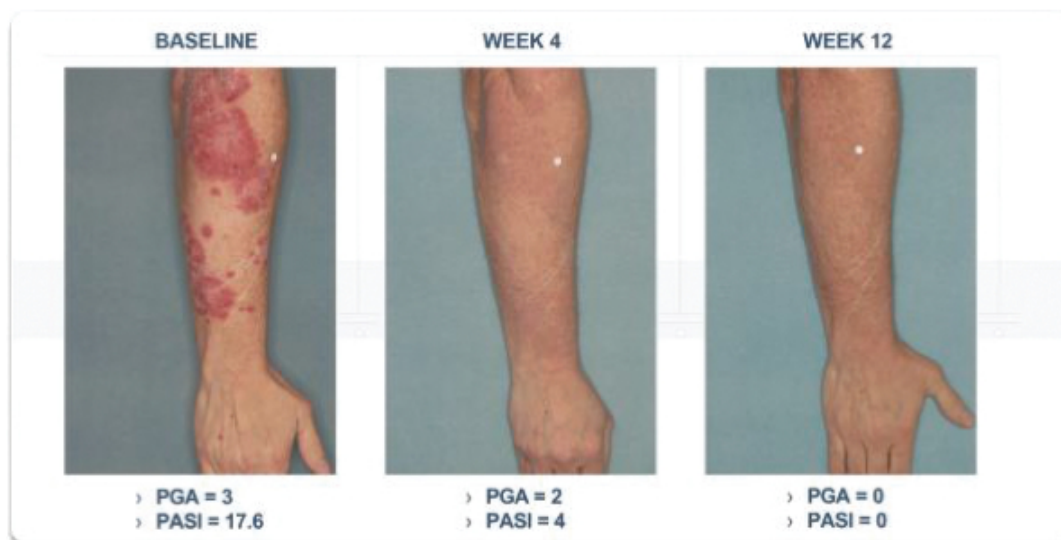 BASELINE
WEEK 4
WEEK 12
› PGA = 3
› PASI = 17.6
› PGA = 2
› PASI = 4
› PGA = 0
› PASI = 0